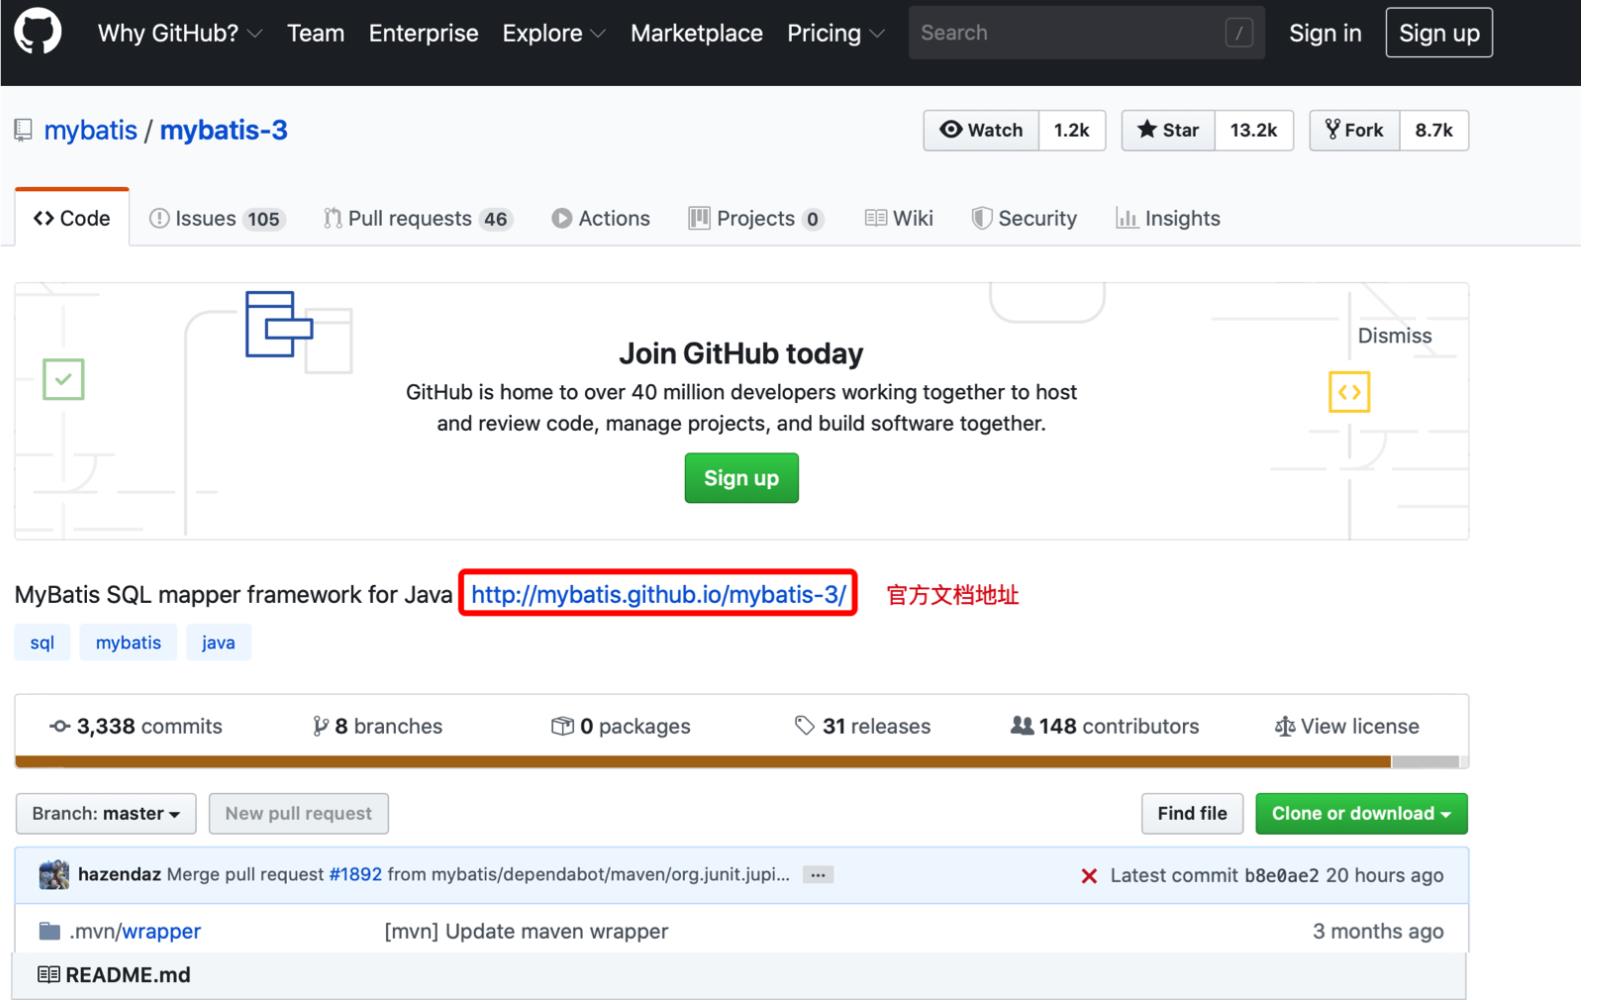 Why GitHub? Team Enterprise Explore Marketplace Pricing Search / Sign in Sign up
mybatis / mybatis-3 Watch 1.2k Star 13.2k Fork 8.7k
Code Issues 105 Pull requests 46 Actions Projects 0 Wiki Security Insights
Dismiss
Join GitHub today
GitHub is home to over 40 million developers working together to host
and review code, manage projects, and build software together.
Sign up
MyBatis SQL mapper framework for Java http://mybatis.github.io/mybatis-3/ 官方文档地址
sql mybatis java
3,338 commits 8 branches 0 packages 31 releases 148 contributors View license
Branch: master New pull request Find file Clone or download
hazendaz Merge pull request #1892 from mybatis/dependabot/maven/org.junit.jupi... ... Latest commit b8e0ae2 20 hours ago
.mvn/wrapper [mvn] Update maven wrapper 3 months ago
README.md